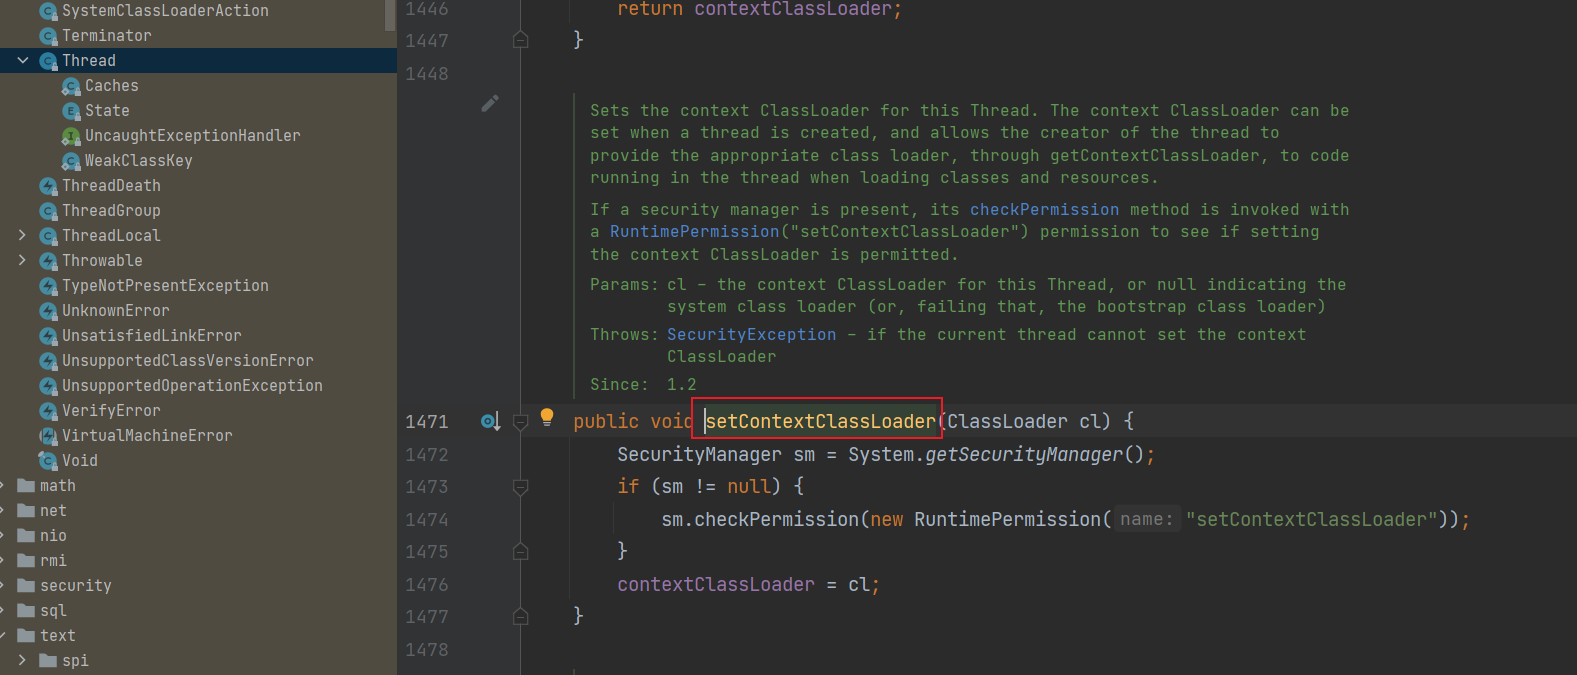 SystemClassLoaderAction
Terminator
Thread
Caches
State
UncaughtExceptionHandler
WeakClassKey
ThreadDeath
ThreadGroup
ThreadLocal
Throwable
TypeNotPresentException
UnknownError
UnsatisfiedLinkError
UnsupportedClassVersionError
UnsupportedOperationException
VerifyError
VirtualMachineError
Void
math
net
nio
rmi
security
sql
text
spi
1446 return contextClassLoader;
1447 }
1448
Sets the context ClassLoader for this Thread. The context ClassLoader can be
set when a thread is created, and allows the creator of the thread to
provide the appropriate class loader, through getContextClassLoader, to code
running in the thread when loading classes and resources.
If a security manager is present, its checkPermission method is invoked with
a RuntimePermission("setContextClassLoader") permission to see if setting
the context ClassLoader is permitted.
Params: cl – the context ClassLoader for this Thread, or null indicating the
system class loader (or, failing that, the bootstrap class loader)
Throws: SecurityException – if the current thread cannot set the context
ClassLoader
Since: 1.2
1471 public void setContextClassLoader(ClassLoader cl) {
1472 SecurityManager sm = System.getSecurityManager();
1473 if (sm != null) {
1474 sm.checkPermission(new RuntimePermission( name: "setContextClassLoader"));
1475 }
1476 contextClassLoader = cl;
1477 }
1478